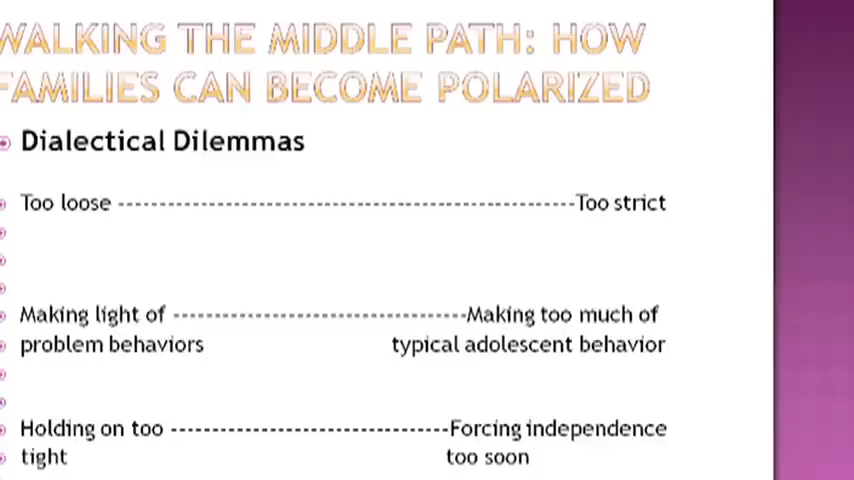 WALKING THE MIDDLE PATH: HOW
FAMILIES CAN BECOME POLARIZED
Dialectical Dilemmas
Too loose ------------------------------------------------------Too strict
Making light of -----------------------------------Making too much of
problem behaviors typical adolescent behavior
Holding on too ---------------------------------Forcing independence
tight too soon